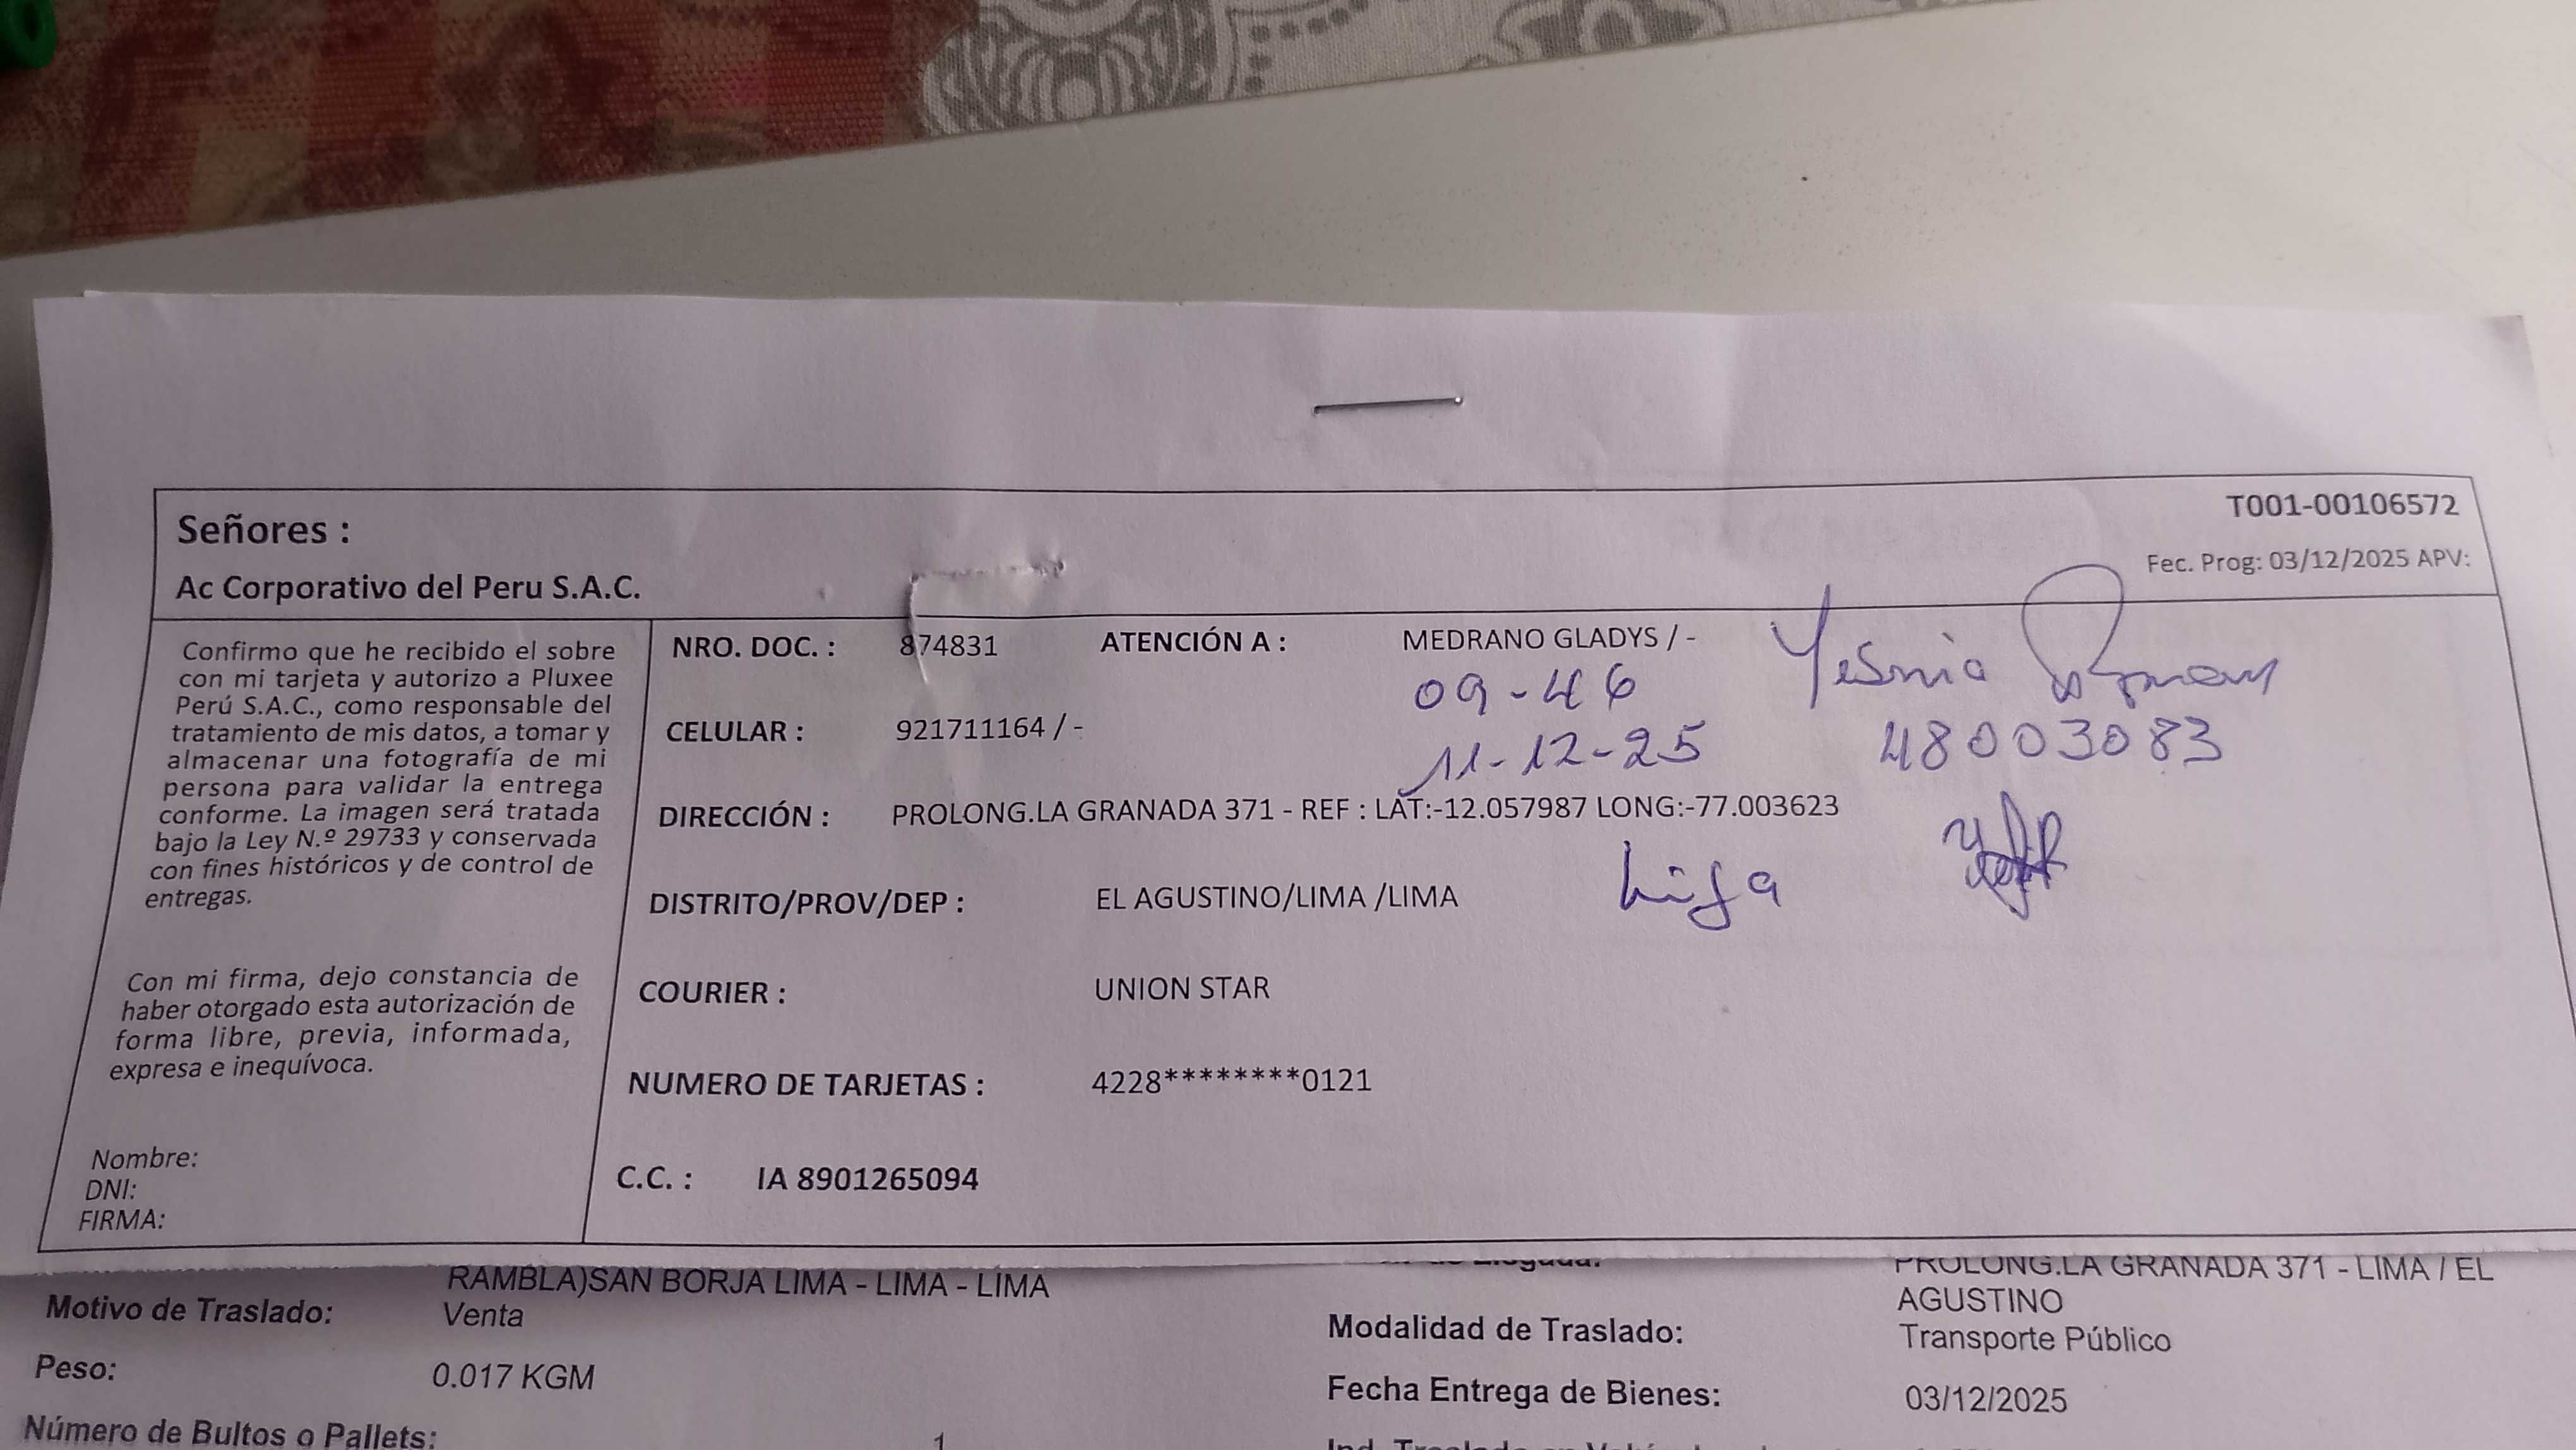 T001-00106572
Señores :
Fec. Prog: 03/12/2025 APV:
Ac Corporativo del Peru S.A.C.
Confirmo que he recibido el sobre
con mi tarjeta y autorizo a Pluxee
Perú S.A.C., como responsable del
tratamiento de mis datos, a tomar y
almacenar una fotografía de mi
persona para validar la entrega
conforme. La imagen será tratada
bajo la Ley N.º 29733 y conservada
con fines históricos y de control de
entregas.
Con mi firma, dejo constancia de
haber otorgado esta autorización de
forma libre, previa, informada,
expresa e inequívoca.
Nombre:
DNI:
FIRMA:
NRO. DOC. : 874831 ATENCIÓN A : MEDRANO GLADYS / -
09-46 Yesnia
CELULAR : 921711164 / -
11-12-25 48003083
DIRECCIÓN : PROLONG.LA GRANADA 371 - REF : LAT:-12.057987 LONG:-77.003623
DISTRITO/PROV/DEP : EL AGUSTINO/LIMA /LIMA
COURIER : UNION STAR
NUMERO DE TARJETAS : 4228********0121
C.C. : IA 8901265094
RAMBLA)SAN BORJA LIMA - LIMA - LIMA
Motivo de Traslado: Venta
Peso: 0.017 KGM
Número de Bultos o Pallets: 1
PROLONG.LA GRANADA 371 - LIMA / EL
AGUSTINO
Modalidad de Traslado: Transporte Público
Fecha Entrega de Bienes: 03/12/2025